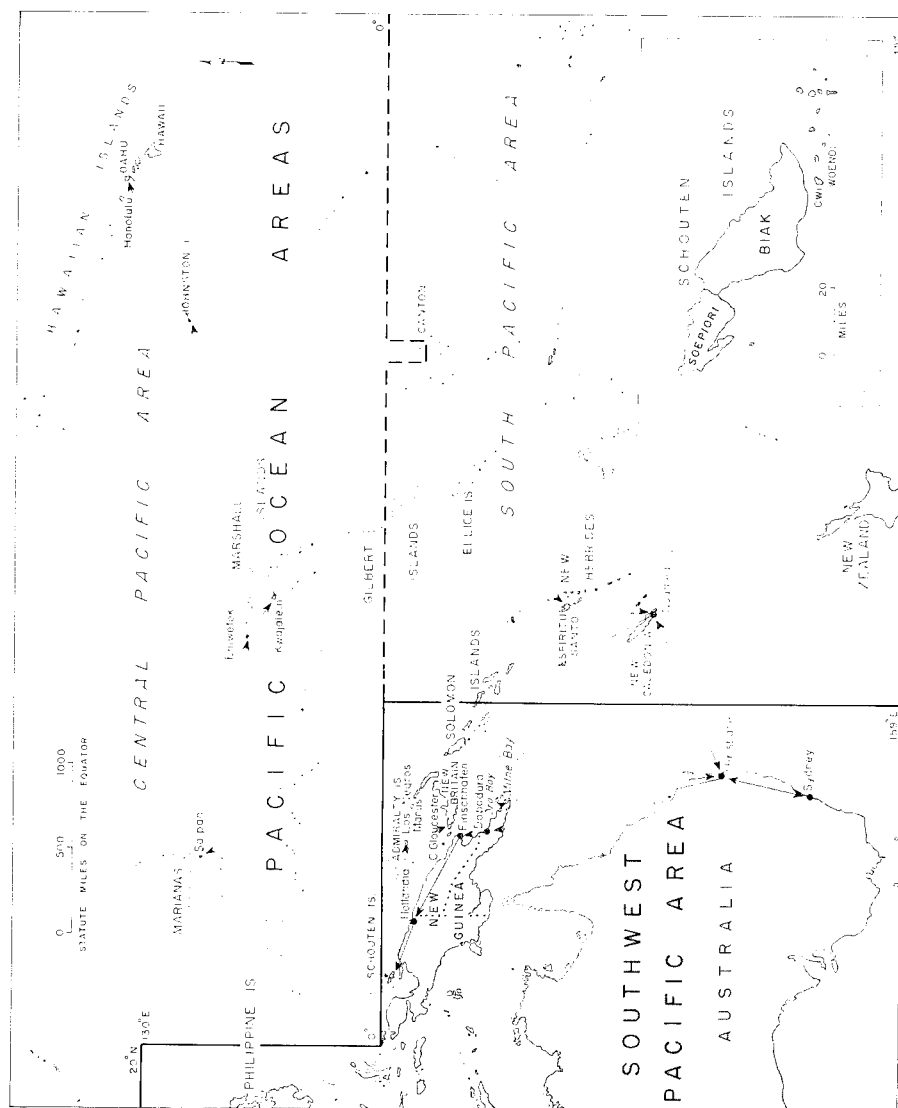 0 500 1000
STATUTE MILES ON THE EQUATOR
20°N
130°E
HAWAIIAN ISLANDS
Honolulu
OAHU
HAWAII
JOHNSTON I
CENTRAL PACIFIC AREA
MARIANAS
Saipan
MARSHALL
ISLANDS
Eniwetok
Kwajalein
PACIFIC OCEAN AREAS
PHILIPPINE IS
GILBERT
ISLANDS
0°
0°
CANTON
SCHOUTEN IS
ADMIRALTY IS
Los Negros
Manus
Hollandia
C Gloucester
NEW
BRITAIN
Finschhafen
Dobodura
Oro Bay
Milne Bay
NEW
GUINEA
SOLOMON
ISLANDS
ELLICE IS
SOUTH PACIFIC AREA
ESPIRITU
SANTO
NEW
HEBRIDES
NEW
CALEDONIA
SOUTHWEST
PACIFIC AREA
AUSTRALIA
Brisbane
Sydney
159°E
NEW
ZEALAND
SCHOUTEN
ISLANDS
SOEPIORI
BIAK
OWI
WOENDI
0 20
MILES